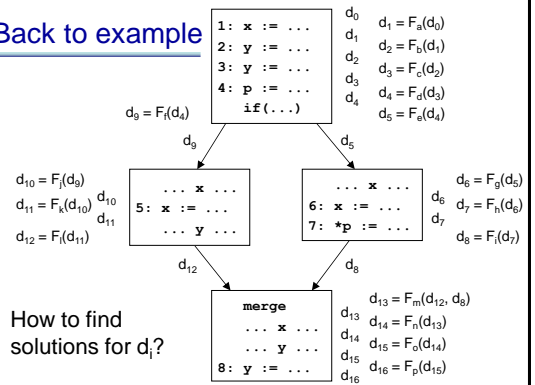 Back to example
1: x := ...
2: y := ...
3: y := ...
4: p := ...
if(...)
d0
d1
d2
d3
d4
d1 = Fa(d0)
d2 = Fb(d1)
d3 = Fc(d2)
d4 = Fd(d3)
d5 = Fe(d4)
d9 = Ff(d4)
d9
d5
d10 = Fj(d9)
d11 = Fk(d10)
d12 = Fl(d11)
d10
d11
... x ...
5: x := ...
... y ...
... x ...
6: x := ...
7: *p := ...
d6
d7
d6 = Fg(d5)
d7 = Fh(d6)
d8 = Fi(d7)
d12
d8
How to find
solutions for di?
merge
... x ...
... y ...
8: y := ...
d13
d14
d15
d16
d13 = Fm(d12, d8)
d14 = Fn(d13)
d15 = Fo(d14)
d16 = Fp(d15)